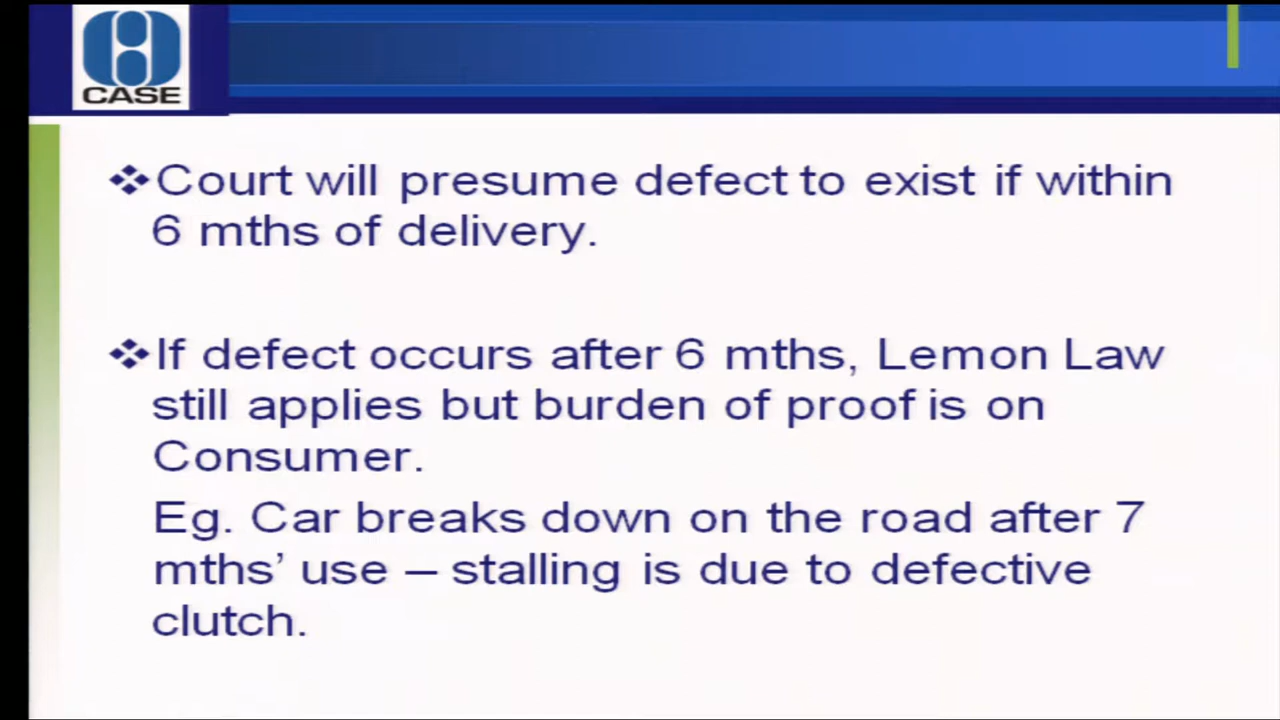 CASE
❖Court will presume defect to exist if within
6 mths of delivery.
❖If defect occurs after 6 mths, Lemon Law
still applies but burden of proof is on
Consumer.
Eg. Car breaks down on the road after 7
mths’ use – stalling is due to defective
clutch.